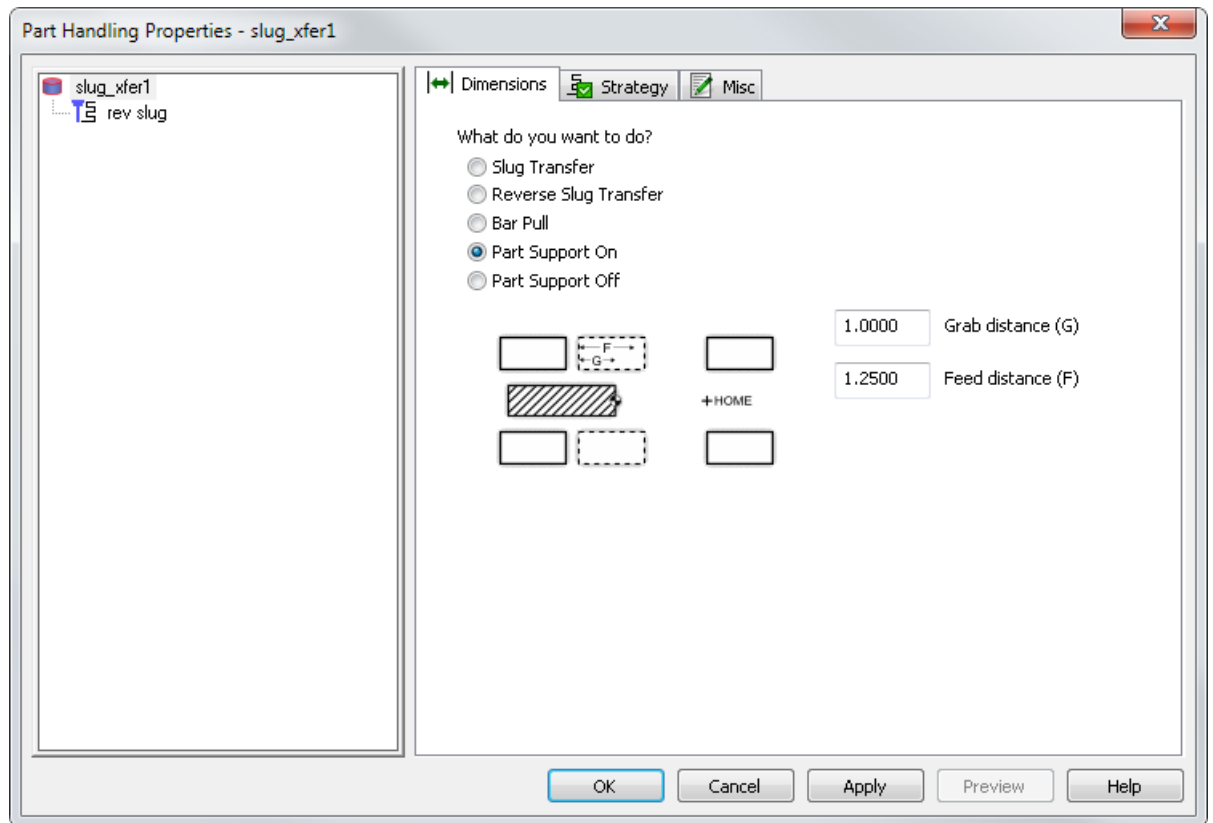 Part Handling Properties - slug_xfer1
slug_xfer1
rev slug
Dimensions Strategy Misc
What do you want to do?
Slug Transfer
Reverse Slug Transfer
Bar Pull
Part Support On
Part Support Off
1.0000 Grab distance (G)
F
G
1.2500 Feed distance (F)
+HOME
OK Cancel Apply Preview Help